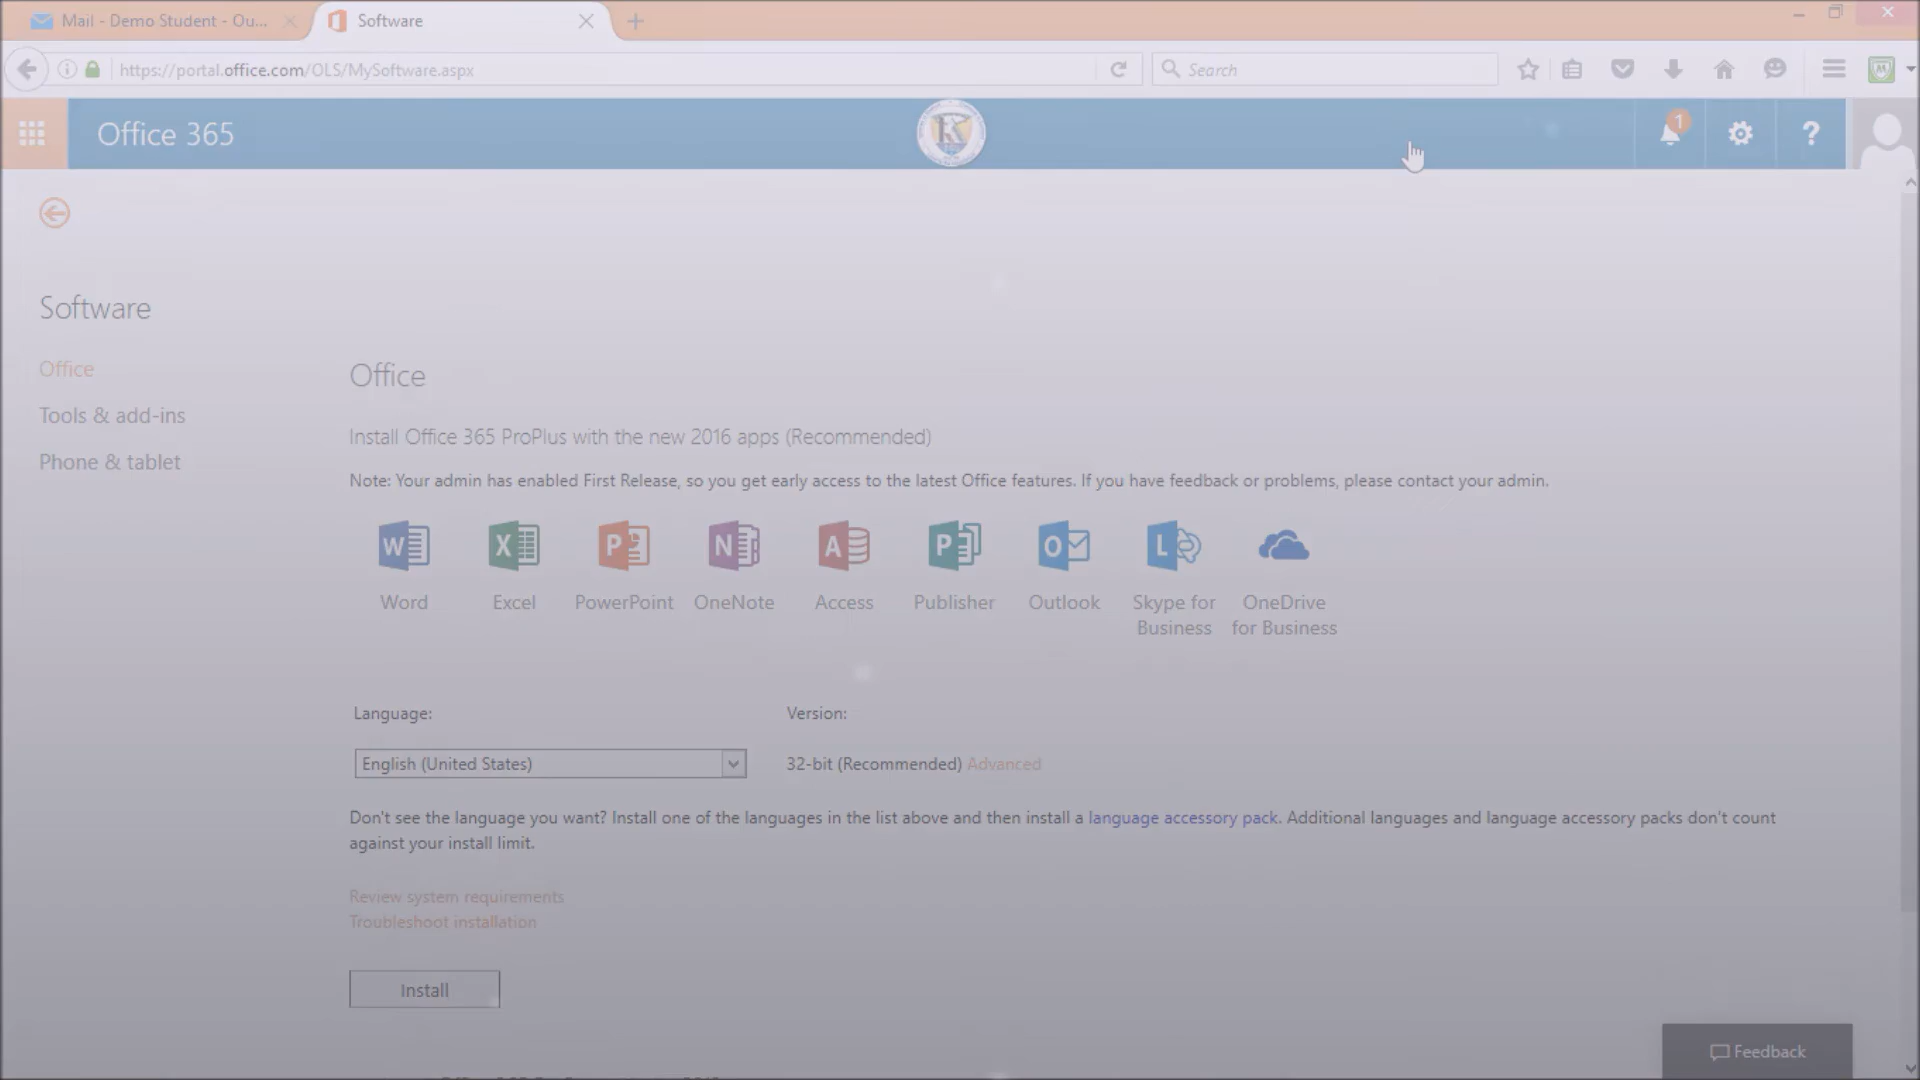 Mail - Demo Student - Ou...
Software
https://portal.office.com/OLS/MySoftware.aspx
Search
Office 365
1
?
Software
Office
Tools & add-ins
Phone & tablet
Office
Install Office 365 ProPlus with the new 2016 apps (Recommended)
Note: Your admin has enabled First Release, so you get early access to the latest Office features. If you have feedback or problems, please contact your admin.
Word Excel PowerPoint OneNote Access Publisher Outlook Skype for Business OneDrive for Business
Language: Version:
English (United States) 32-bit (Recommended) Advanced
Don't see the language you want? Install one of the languages in the list above and then install a language accessory pack. Additional languages and language accessory packs don't count
against your install limit.
Review system requirements
Troubleshoot installation
Install
Feedback